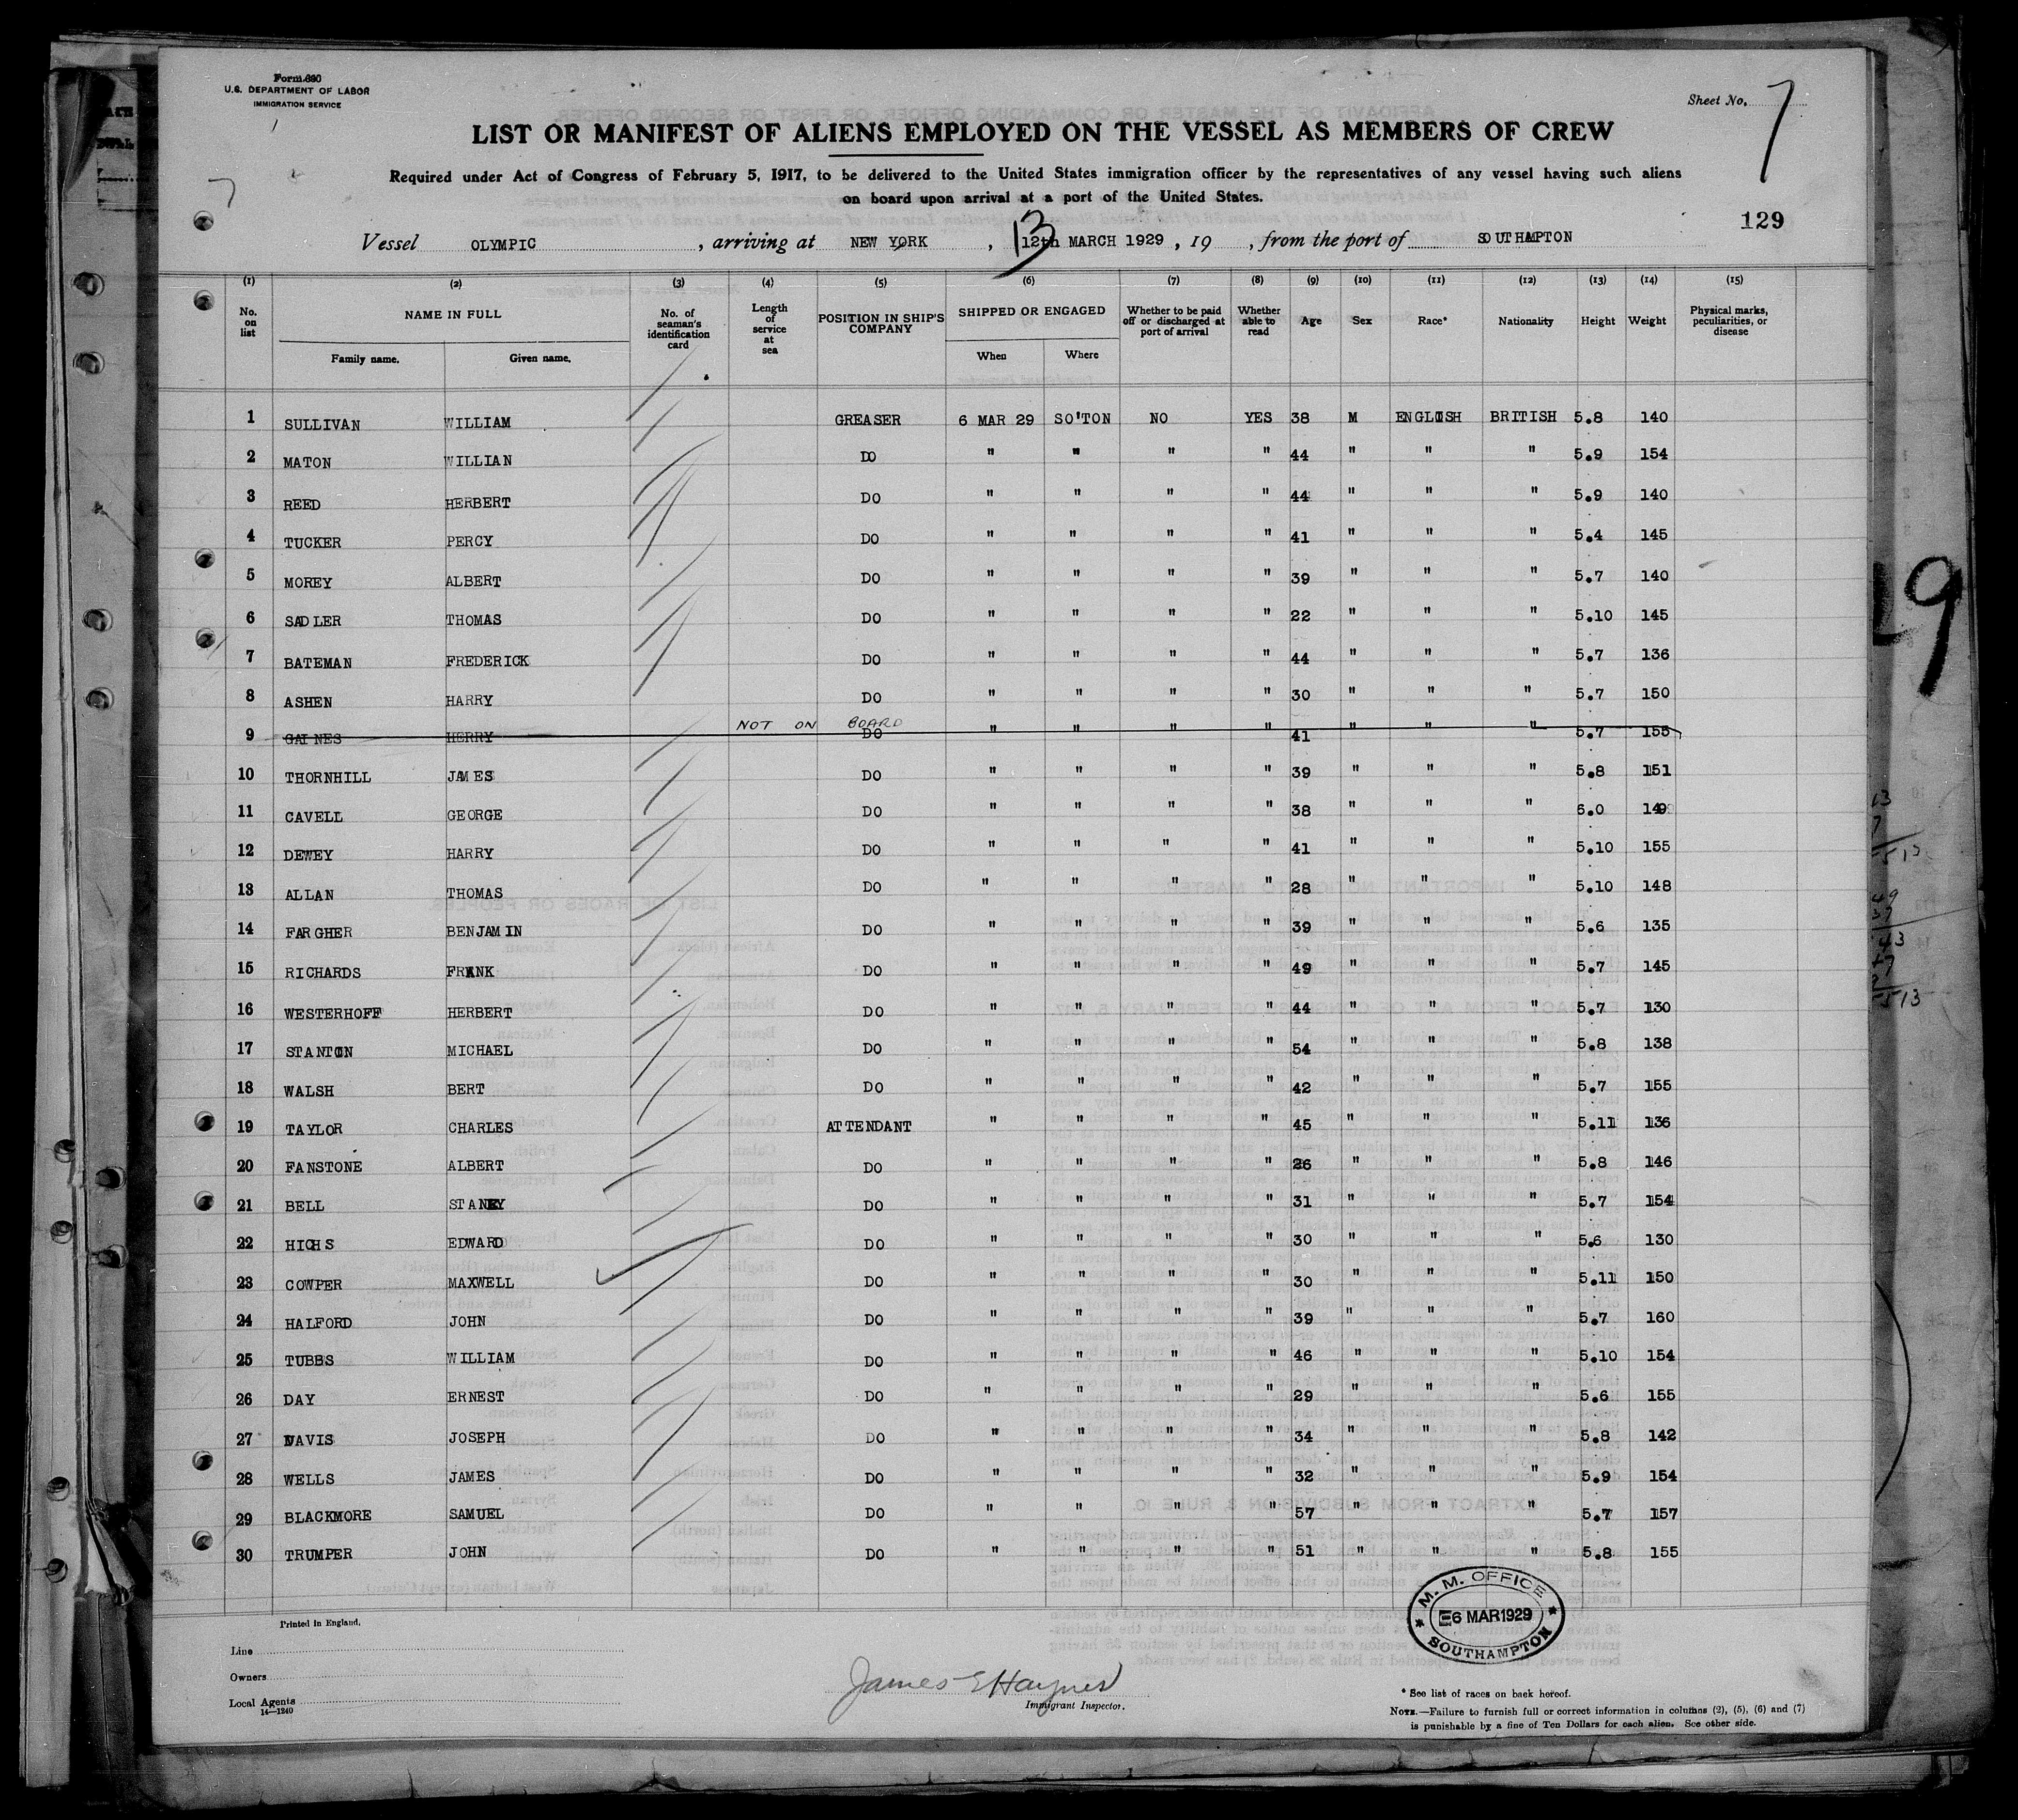 Form 690
U.S. DEPARTMENT OF LABOR
IMMIGRATION SERVICE
Sheet No. 7
LIST OR MANIFEST OF ALIENS EMPLOYED ON THE VESSEL AS MEMBERS OF CREW
Required under Act of Congress of February 5, 1917, to be delivered to the United States immigration officer by the representatives of any vessel having such aliens
on board upon arrival at a port of the United States.
129
Vessel OLYMPIC , arriving at NEW YORK , 13 12th MARCH 1929 , 19 , from the port of SOUTHAMPTON
(1) (2) (3) (4) (5) (6) (7) (8) (9) (10) (11) (12) (13) (14) (15)
No. on list NAME IN FULL Family name. Given name. No. of seaman's identification card Length of service at sea POSITION IN SHIP'S COMPANY SHIPPED OR ENGAGED When Where Whether to be paid off or discharged at port of arrival Whether able to read Age Sex Race* Nationality Height Weight Physical marks, peculiarities, or disease
1 SULLIVAN WILLIAM GREASER 6 MAR 29 SO'TON NO YES 38 M ENGLISH BRITISH 5.8 140
2 MATON WILLIAN DO " " " " 44 " " " 5.9 154
3 REED HERBERT DO " " " " 44 " " " 5.9 140
4 TUCKER PERCY DO " " " " 41 " " " 5.4 145
5 MOREY ALBERT DO " " " " 39 " " " 5.7 140
6 SADLER THOMAS DO " " " " 22 " " " 5.10 145
7 BATEMAN FREDERICK DO " " " " 44 " " " 5.7 136
8 ASHEN HARRY DO " " " " 30 " " " 5.7 150
NOT ON BOARD
9 GAINES HERRY DO " " " " 41 " " " 5.7 155
10 THORNHILL JAMES DO " " " " 39 " " " 5.8 151
11 CAVELL GEORGE DO " " " " 38 " " " 6.0 149
12 DEWEY HARRY DO " " " " 41 " " " 5.10 155
13 ALLAN THOMAS DO " " " " 28 " " " 5.10 148
14 FARGHER BENJAMIN DO " " " " 39 " " " 5.6 135
15 RICHARDS FRANK DO " " " " 49 " " " 5.7 145
16 WESTERHOFF HERBERT DO " " " " 44 " " " 5.7 130
17 STANTON MICHAEL DO " " " " 54 " " " 5.8 138
18 WALSH BERT DO " " " " 42 " " " 5.7 155
19 TAYLOR CHARLES ATTENDANT " " " " 45 " " " 5.11 136
20 FANSTONE ALBERT DO " " " " 26 " " " 5.8 146
21 BELL STANEY DO " " " " 31 " " " 5.7 154
22 HICHS EDWARD DO " " " " 30 " " " 5.6 130
23 COWPER MAXWELL DO " " " " 30 " " " 5.11 150
24 HALFORD JOHN DO " " " " 39 " " " 5.7 160
25 TUBBS WILLIAM DO " " " " 46 " " " 5.10 154
26 DAY ERNEST DO " " " " 29 " " " 5.6 155
27 DAVIS JOSEPH DO " " " " 34 " " " 5.8 142
28 WELLS JAMES DO " " " " 32 " " " 5.9 154
29 BLACKMORE SAMUEL DO " " " " 57 " " " 5.7 157
30 TRUMPER JOHN DO " " " " 51 " " " 5.8 155
M. M. OFFICE
6 MAR 1929
SOUTHAMPTON
Printed in England.
Line
Owners
Local Agents
14—1240
James E Haynes
Immigrant Inspector.
* See list of races on back hereof.
NOTE.—Failure to furnish full or correct information in columns (2), (5), (6) and (7)
is punishable by a fine of Ten Dollars for each alien. See other side.